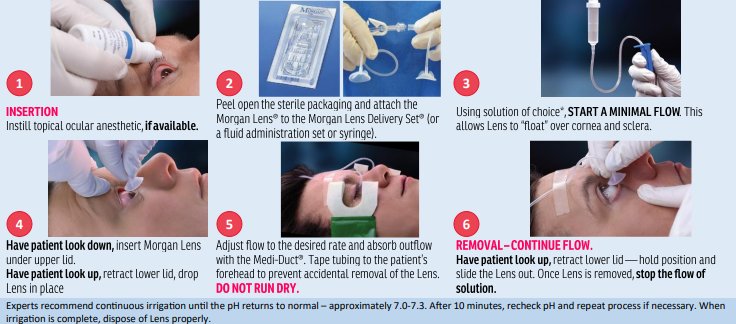 1
INSERTION
Instill topical ocular anesthetic, if available.
2
Peel open the sterile packaging and attach the
Morgan Lens® to the Morgan Lens Delivery Set® (or
a fluid administration set or syringe).
3
Using solution of choice*, START A MINIMAL FLOW. This
allows Lens to “float” over cornea and sclera.
4
Have patient look down, insert Morgan Lens
under upper lid.
Have patient look up, retract lower lid, drop
Lens in place
5
Adjust flow to the desired rate and absorb outflow
with the Medi-Duct®. Tape tubing to the patient's
forehead to prevent accidental removal of the Lens.
DO NOT RUN DRY.
6
REMOVAL – CONTINUE FLOW.
Have patient look up, retract lower lid — hold position and
slide the Lens out. Once Lens is removed, stop the flow of
solution.
Experts recommend continuous irrigation until the pH returns to normal – approximately 7.0-7.3. After 10 minutes, recheck pH and repeat process if necessary. When
irrigation is complete, dispose of Lens properly.